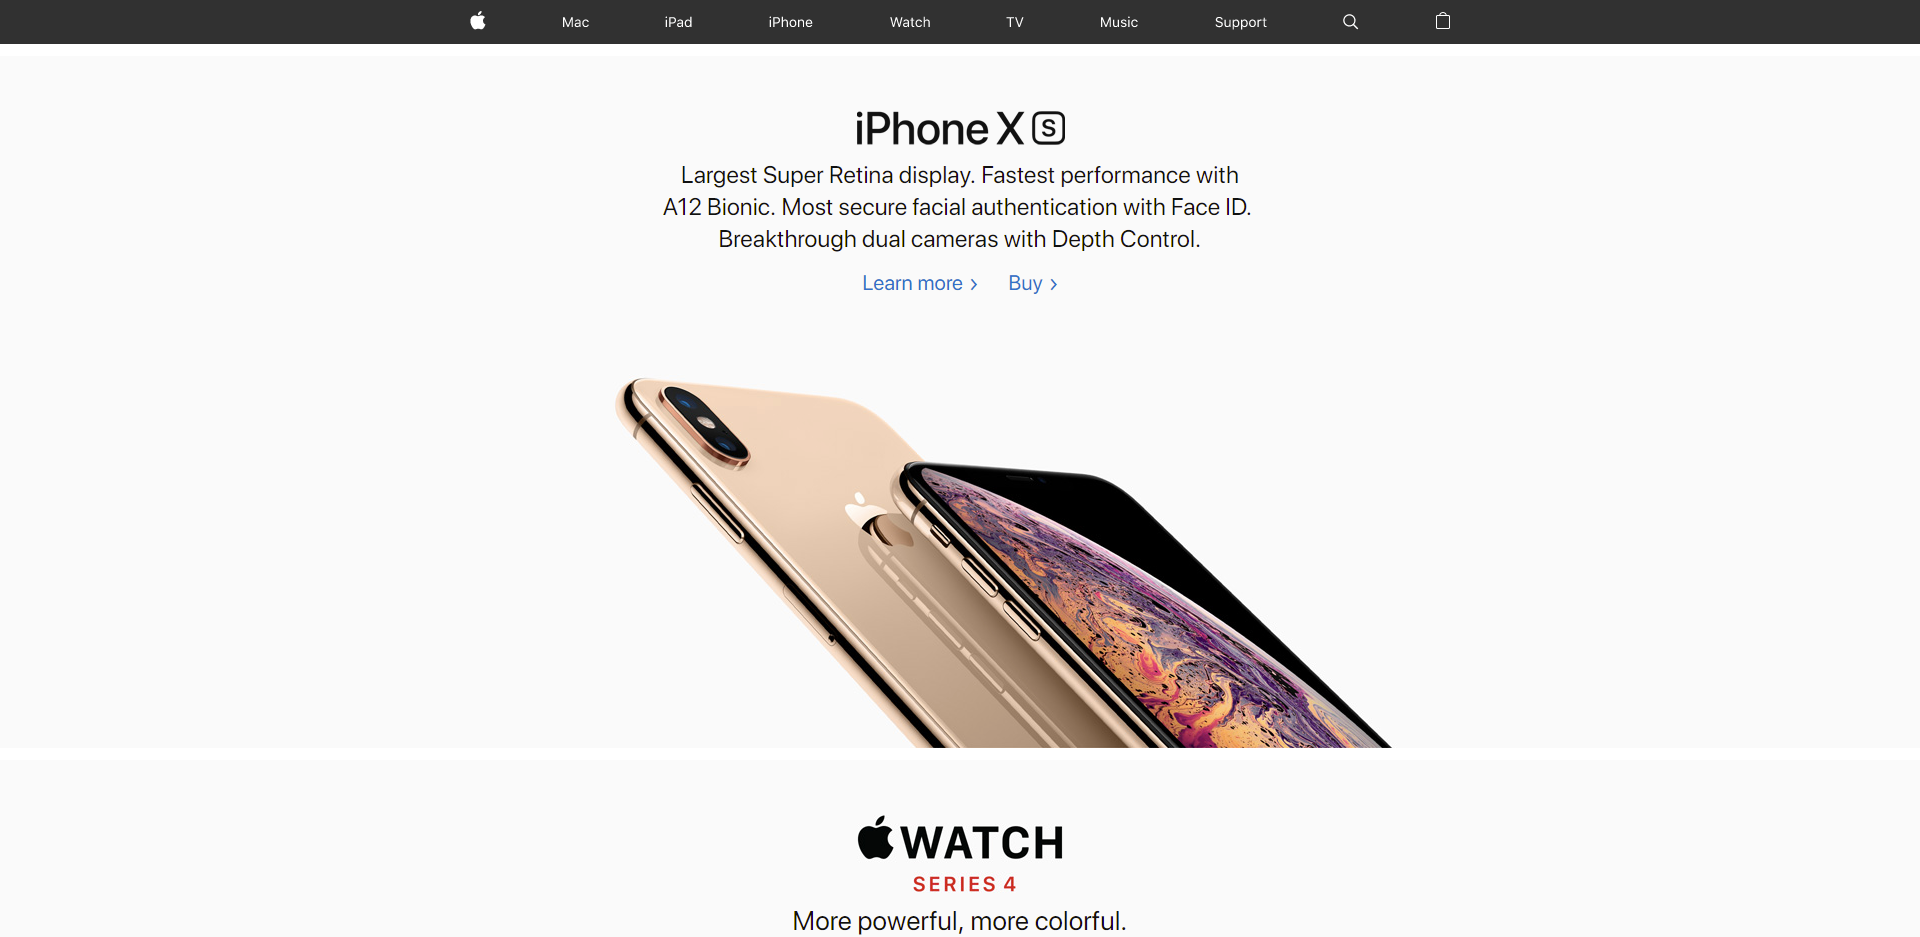 Mac iPad iPhone Watch TV Music Support
iPhone XS
Largest Super Retina display. Fastest performance with
A12 Bionic. Most secure facial authentication with Face ID.
Breakthrough dual cameras with Depth Control.
Learn more > Buy >
WATCH
SERIES 4
More powerful, more colorful.